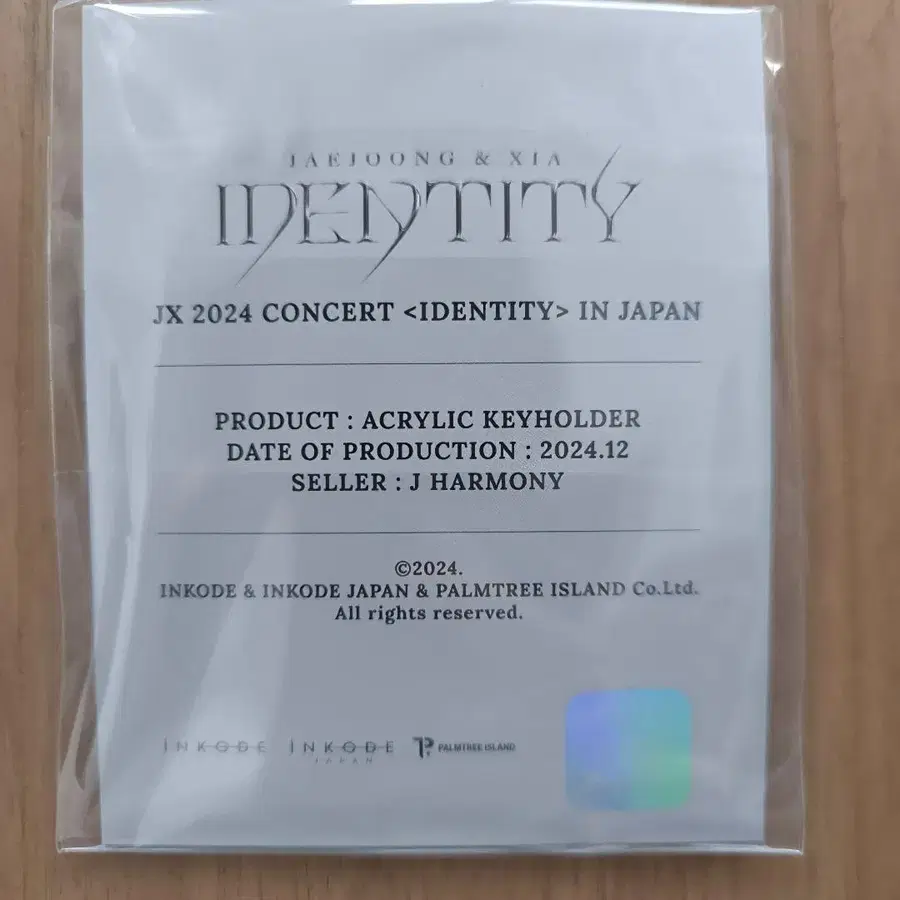 JAEJOONG & XIA
IDENTITY
JX 2024 CONCERT <IDENTITY> IN JAPAN
PRODUCT : ACRYLIC KEYHOLDER
DATE OF PRODUCTION : 2024.12
SELLER : J HARMONY
©2024.
INKODE & INKODE JAPAN & PALMTREE ISLAND Co.Ltd.
All rights reserved.
INKODE INKODE JAPAN PALMTREE ISLAND